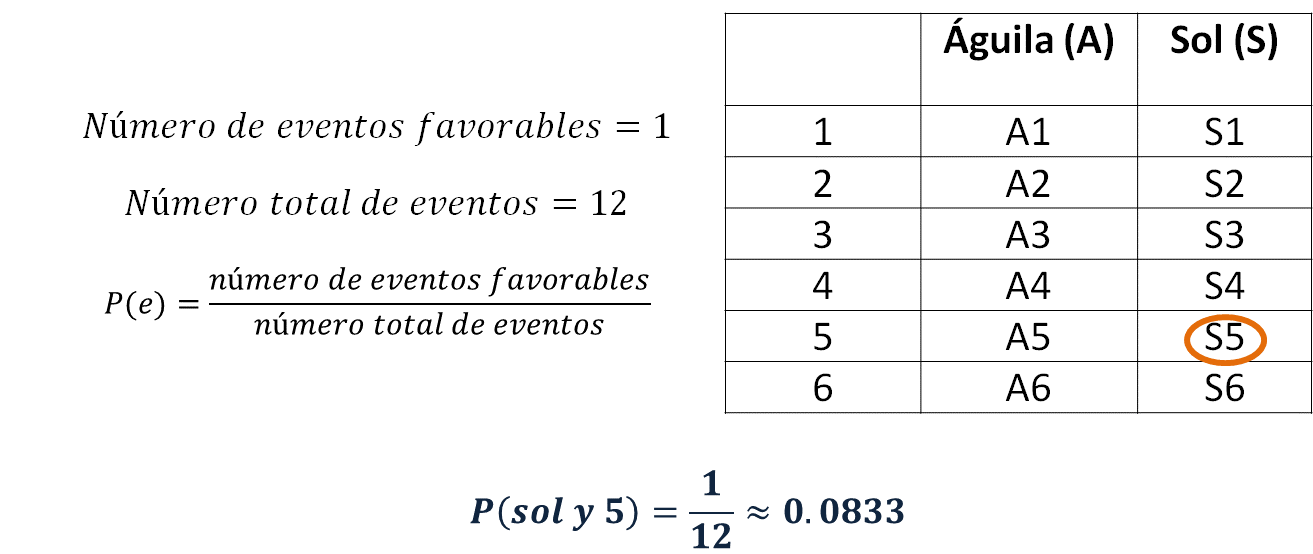 Número de eventos favorables = 1
Número total de eventos = 12
P(e) = número de eventos favorables / número total de eventos
Águila (A) Sol (S)
1 A1 S1
2 A2 S2
3 A3 S3
4 A4 S4
5 A5 S5
6 A6 S6
P(sol y 5) = 1/12 ≈ 0.0833